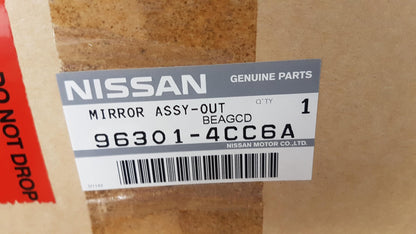 NISSAN GENUINE PARTS
MIRROR ASSY-OUT Q'TY 1
BEAGCD
96301-4CC6A
NISSAN MOTOR CO.,LTD.
DO NOT DROP